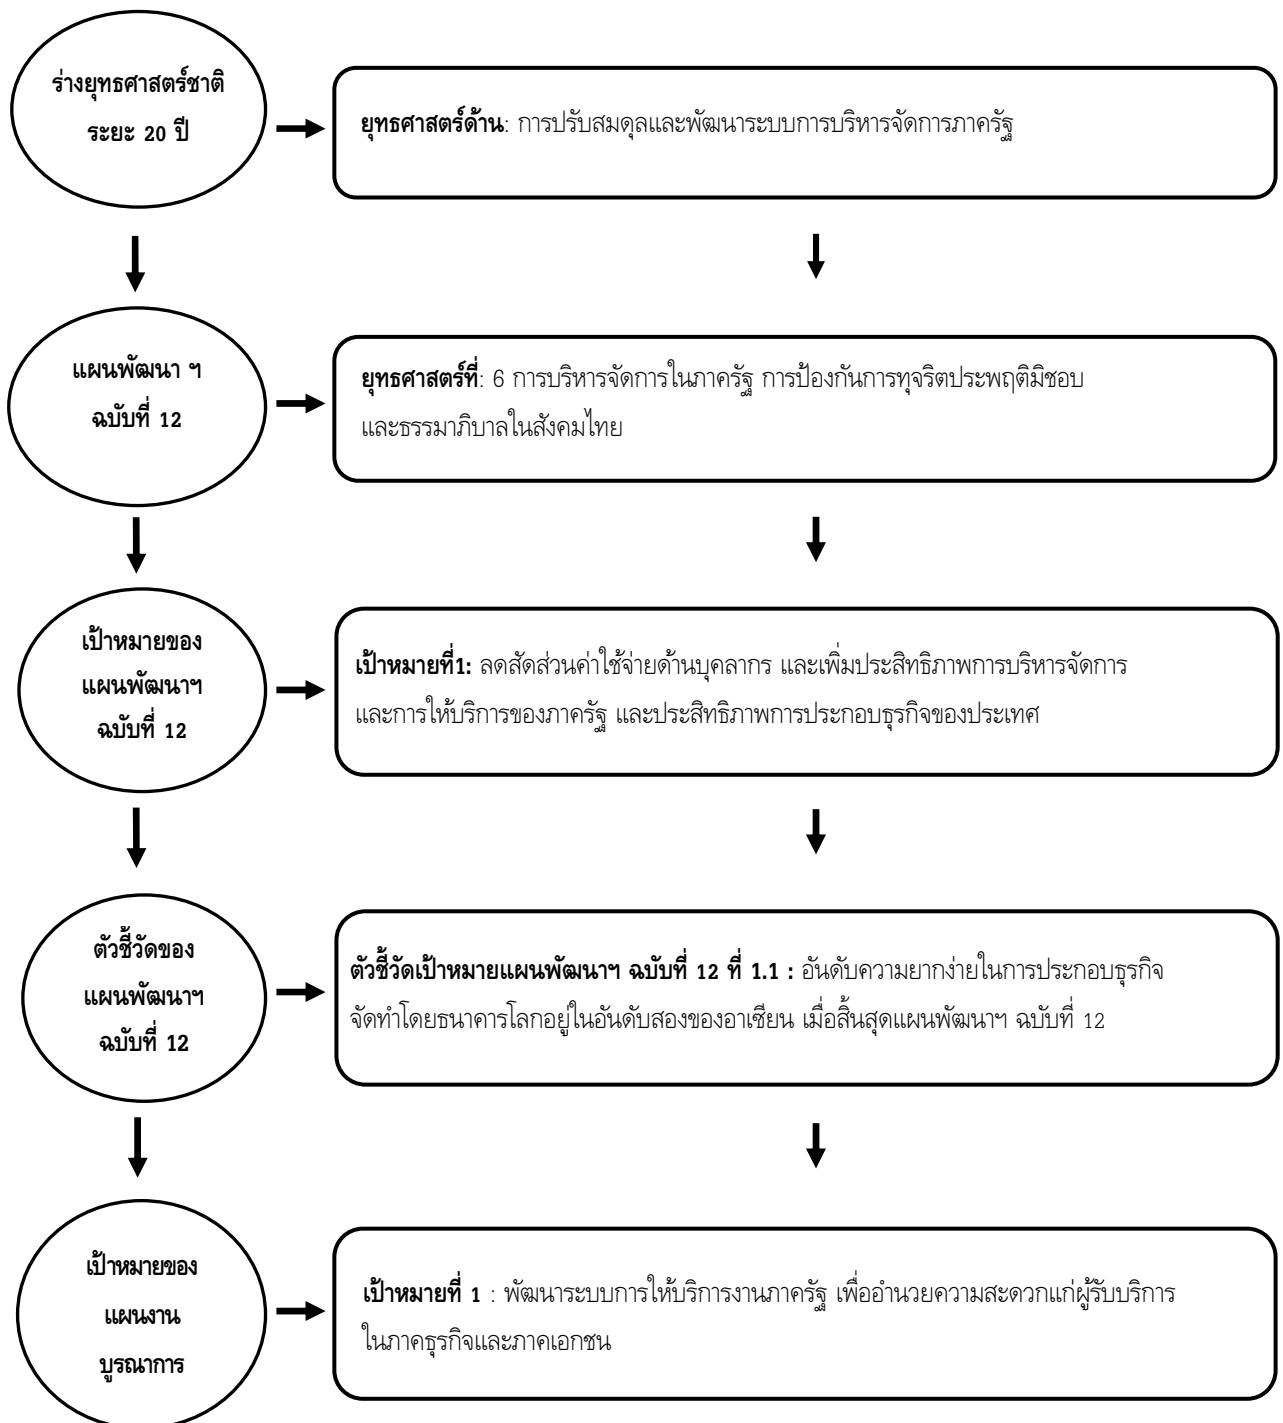 ร่างยุทธศาสตร์ชาติ
ระยะ 20 ปี
ยุทธศาสตร์ด้าน: การปรับสมดุลและพัฒนาระบบการบริหารจัดการภาครัฐ
แผนพัฒนา ฯ
ฉบับที่ 12
ยุทธศาสตร์ที่: 6 การบริหารจัดการในภาครัฐ การป้องกันการทุจริตประพฤติมิชอบ
และธรรมาภิบาลในสังคมไทย
เป้าหมายของ
แผนพัฒนาฯ
ฉบับที่ 12
เป้าหมายที่1: ลดสัดส่วนค่าใช้จ่ายด้านบุคลากร และเพิ่มประสิทธิภาพการบริหารจัดการ
และการให้บริการของภาครัฐ และประสิทธิภาพการประกอบธุรกิจของประเทศ
ตัวชี้วัดของ
แผนพัฒนาฯ
ฉบับที่ 12
ตัวชี้วัดเป้าหมายแผนพัฒนาฯ ฉบับที่ 12 ที่ 1.1 : อันดับความยากง่ายในการประกอบธุรกิจ
จัดทำโดยธนาคารโลกอยู่ในอันดับสองของอาเซียน เมื่อสิ้นสุดแผนพัฒนาฯ ฉบับที่ 12
เป้าหมายของ
แผนงาน
บูรณาการ
เป้าหมายที่ 1 : พัฒนาระบบการให้บริการงานภาครัฐ เพื่ออำนวยความสะดวกแก่ผู้รับบริการ
ในภาคธุรกิจและภาคเอกชน